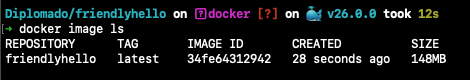 Diplomado/friendlyhello on docker [?] on 🐳 v26.0.0 took 12s
➜ docker image ls
REPOSITORY TAG IMAGE ID CREATED SIZE
friendlyhello latest 34fe64312942 28 seconds ago 148MB